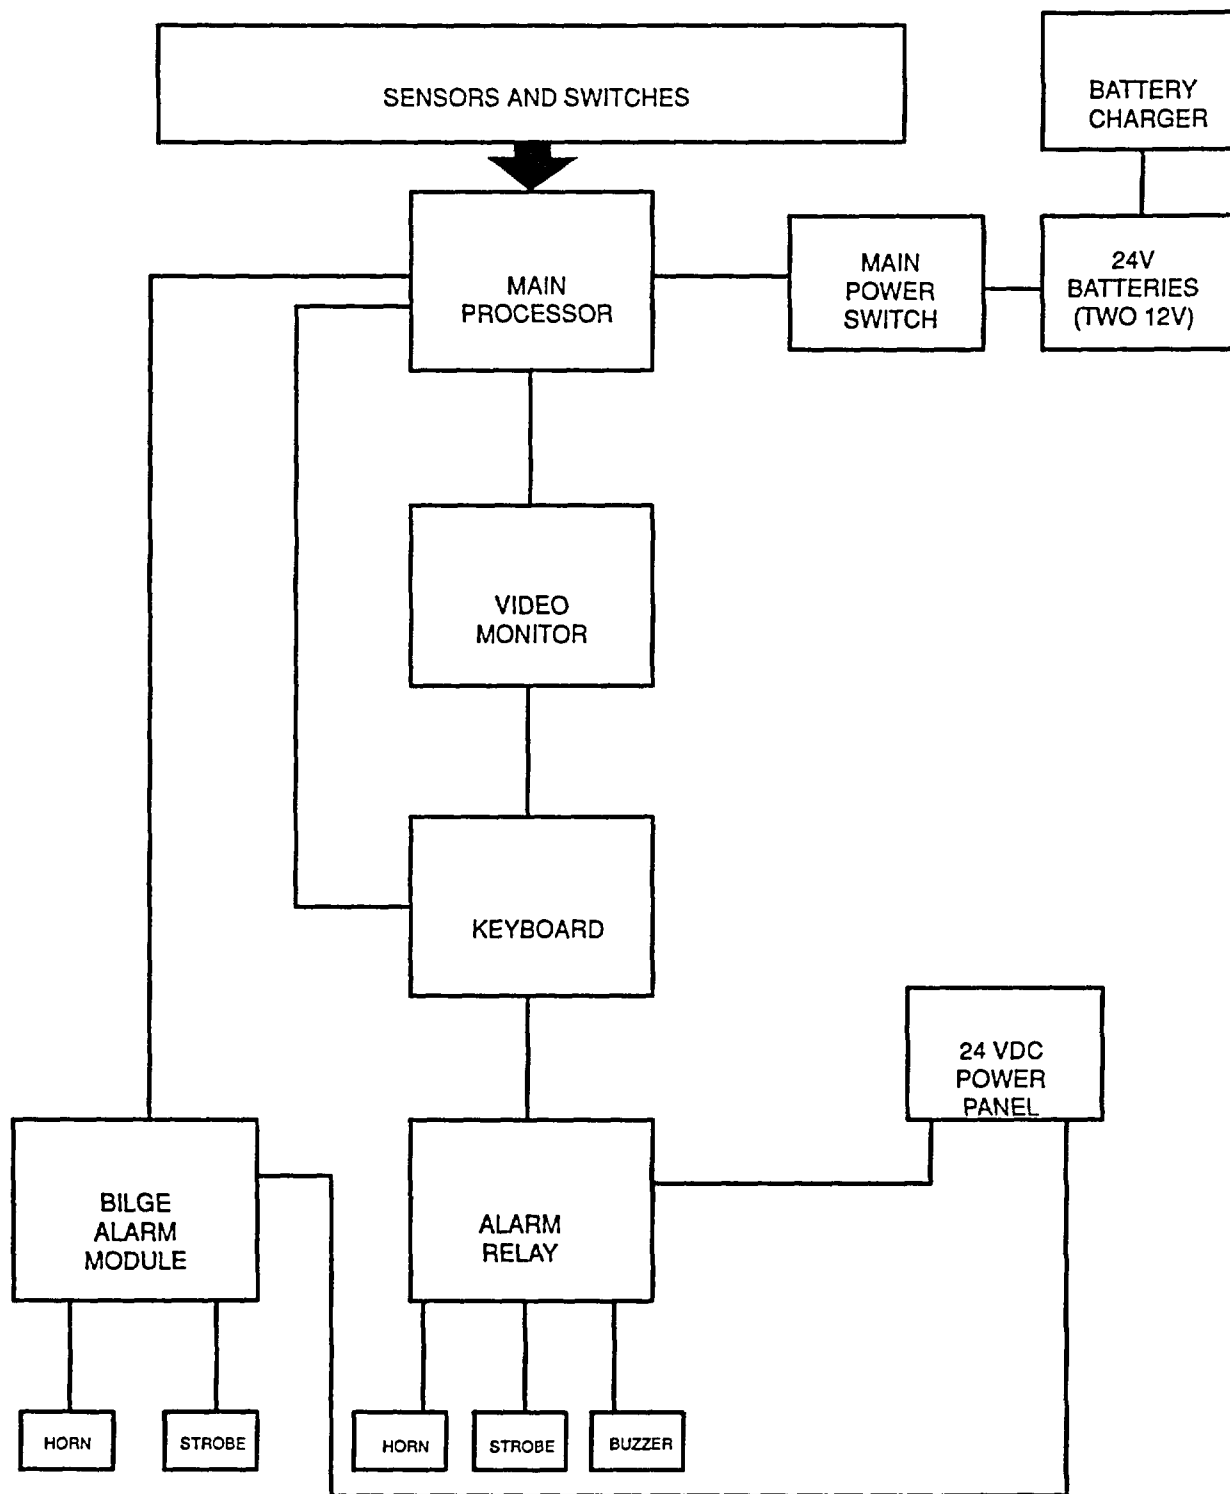 SENSORS AND SWITCHES
BATTERY
CHARGER
MAIN
PROCESSOR
MAIN
POWER
SWITCH
24V
BATTERIES
(TWO 12V)
VIDEO
MONITOR
KEYBOARD
24 VDC
POWER
PANEL
BILGE
ALARM
MODULE
ALARM
RELAY
HORN
STROBE
HORN
STROBE
BUZZER